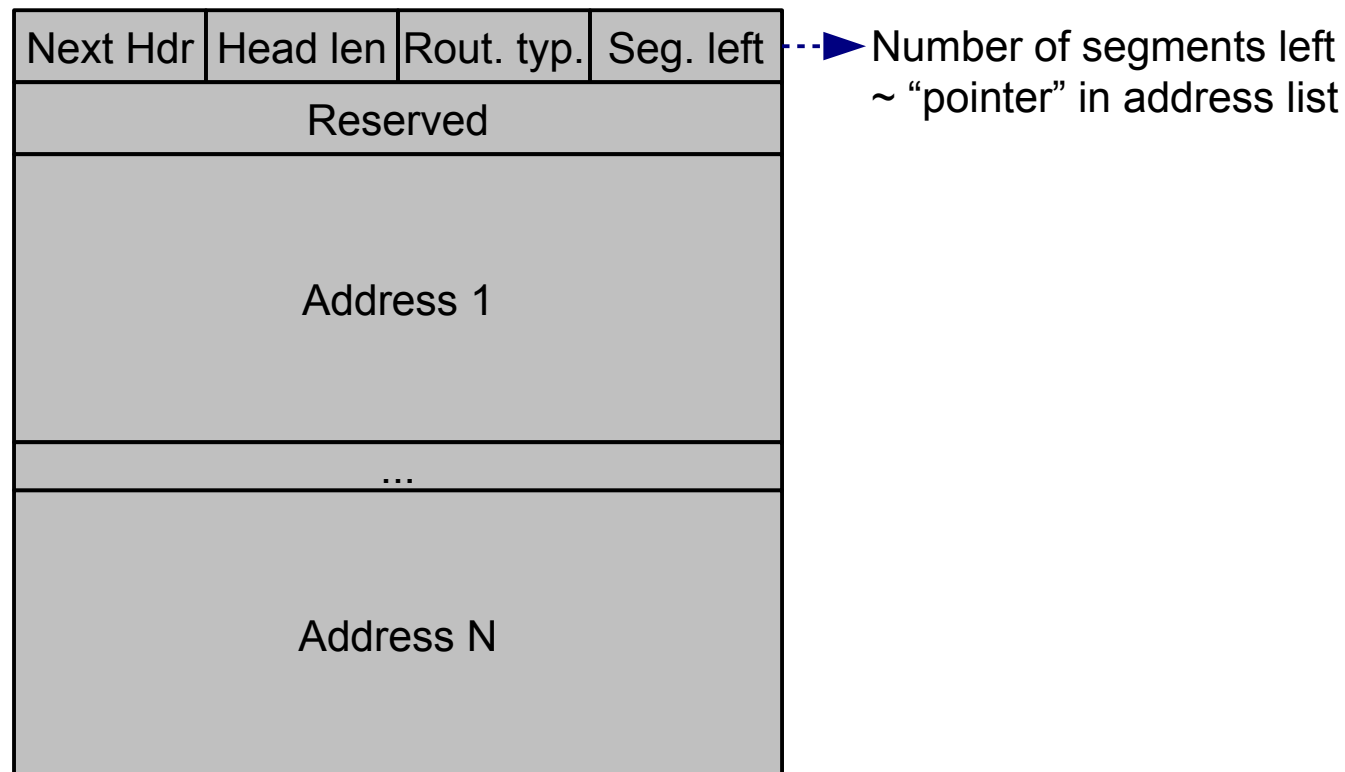 Next Hdr Head len Rout. typ. Seg. left Number of segments left
~ “pointer” in address list
Reserved
Address 1
...
Address N